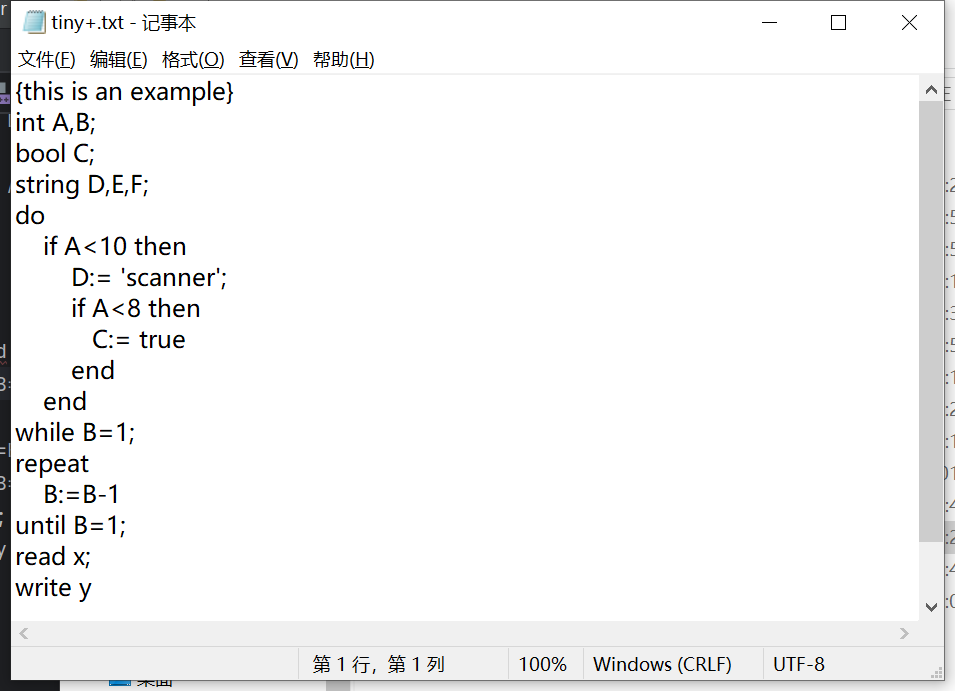 tiny+.txt - 记事本
文件(F) 编辑(E) 格式(O) 查看(V) 帮助(H)
{this is an example}
int A,B;
bool C;
string D,E,F;
do
if A<10 then
D:= 'scanner';
if A<8 then
C:= true
end
end
while B=1;
repeat
B:=B-1
until B=1;
read x;
write y
第 1 行，第 1 列 100% Windows (CRLF) UTF-8
桌面